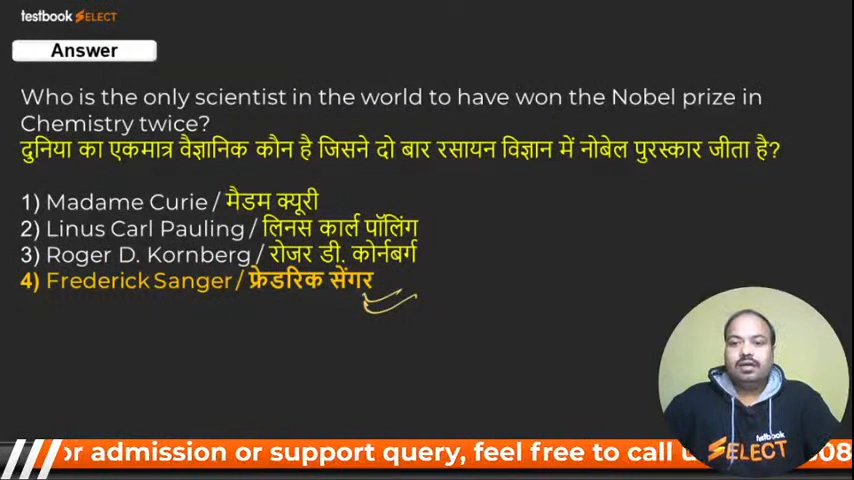 testbook SELECT
Answer
Who is the only scientist in the world to have won the Nobel prize in
Chemistry twice?
दुनिया का एकमात्र वैज्ञानिक कौन है जिसने दो बार रसायन विज्ञान में नोबेल पुरस्कार जीता है?
1) Madame Curie / मैडम क्यूरी
2) Linus Carl Pauling / लिनस कार्ल पॉलिंग
3) Roger D. Kornberg / रोजर डी. कोर्नबर्ग
4) Frederick Sanger / फ्रेडरिक सेंगर
testbook
SELECT
or admission or support query, feel free to call u 08